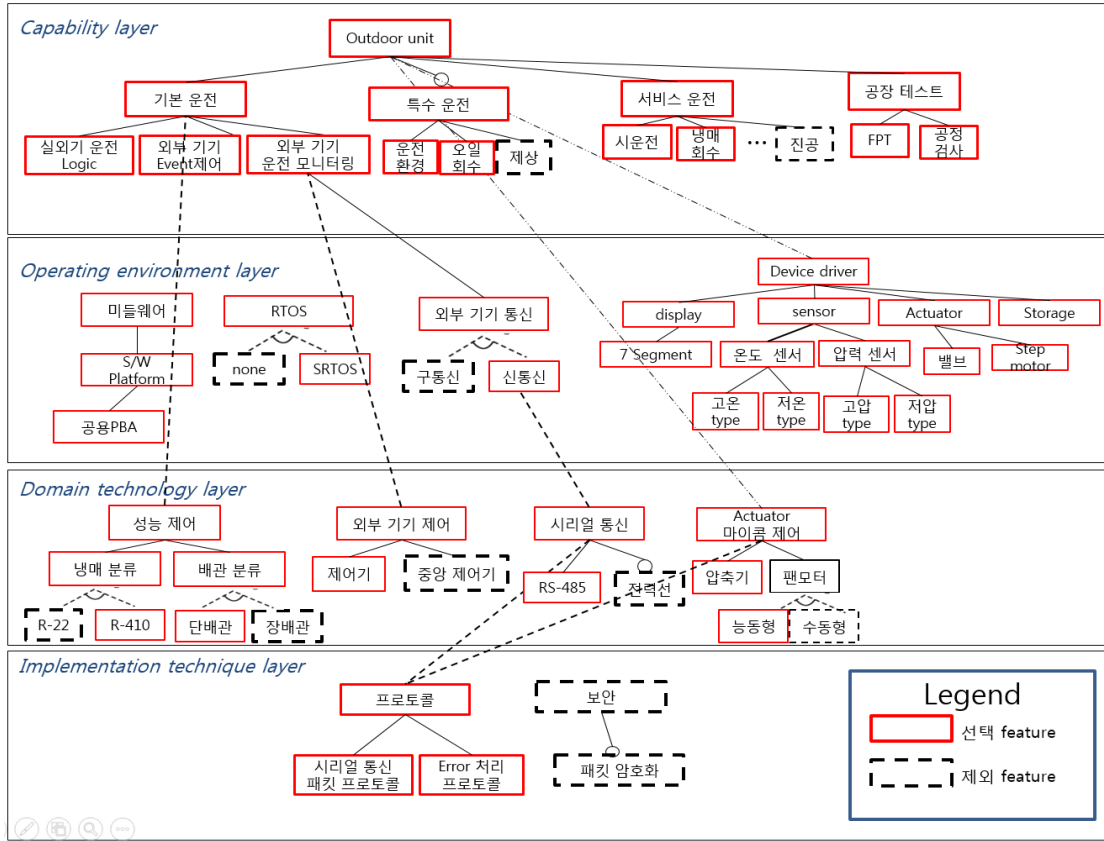 Capability layer
Outdoor unit
기본 운전
특수 운전
서비스 운전
공장 테스트
실외기 운전
Logic
외부 기기
Event제어
외부 기기
운전 모니터링
운전
환경
오일
회수
제상
시운전
냉매
회수
...
진공
FPT
공정
검사
Operating environment layer
미들웨어
S/W
Platform
공용PBA
RTOS
none
SRTOS
외부 기기 통신
구통신
신통신
Device driver
display
sensor
Actuator
Storage
7 Segment
온도 센서
압력 센서
밸브
Step
motor
고온
type
저온
type
고압
type
저압
type
Domain technology layer
성능 제어
냉매 분류
배관 분류
R-22
R-410
단배관
장배관
외부 기기 제어
제어기
중앙 제어기
시리얼 통신
RS-485
전력선
Actuator
마이콤 제어
압축기
팬모터
능동형
수동형
Implementation technique layer
프로토콜
시리얼 통신
패킷 프로토콜
Error 처리
프로토콜
보안
패킷 암호화
Legend
선택 feature
제외 feature